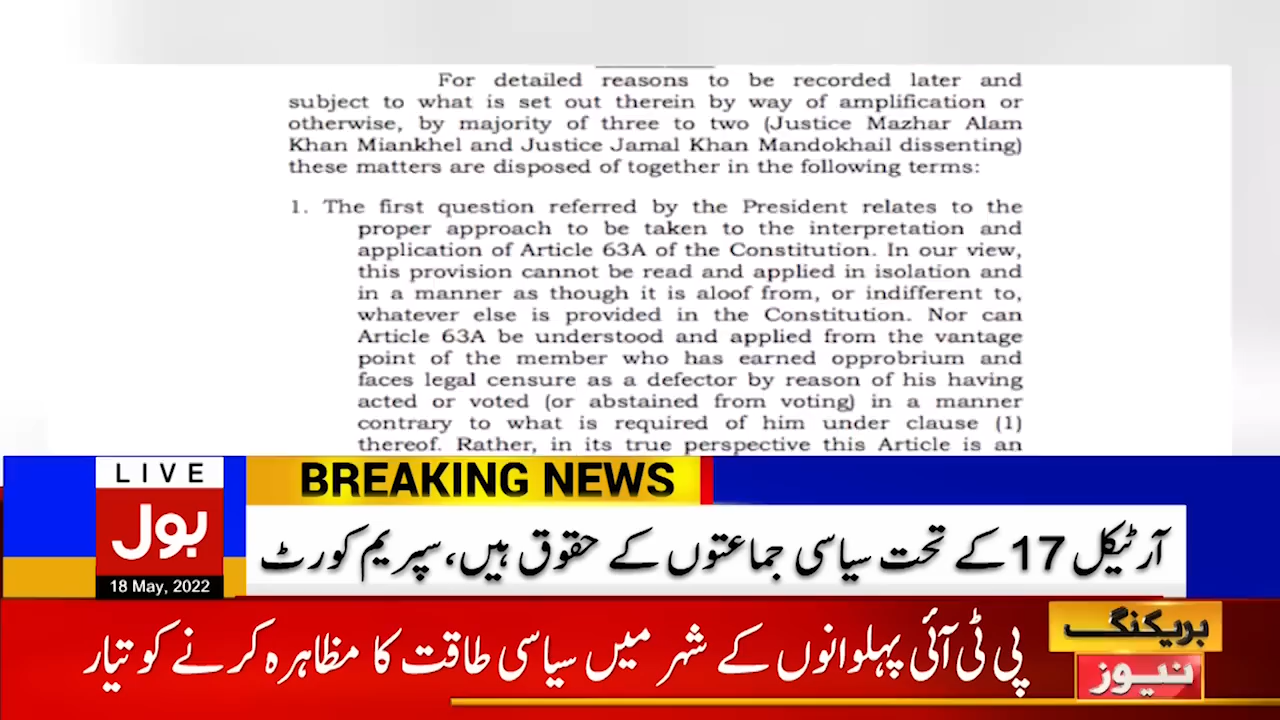 For detailed reasons to be recorded later and
subject to what is set out therein by way of amplification or
otherwise, by majority of three to two (Justice Mazhar Alam
Khan Miankhel and Justice Jamal Khan Mandokhail dissenting)
these matters are disposed of together in the following terms:
1. The first question referred by the President relates to the
proper approach to be taken to the interpretation and
application of Article 63A of the Constitution. In our view,
this provision cannot be read and applied in isolation and
in a manner as though it is aloof from, or indifferent to,
whatever else is provided in the Constitution. Nor can
Article 63A be understood and applied from the vantage
point of the member who has earned opprobrium and
faces legal censure as a defector by reason of his having
acted or voted (or abstained from voting) in a manner
contrary to what is required of him under clause (1)
thereof. Rather, in its true perspective this Article is an
LIVE
BREAKING NEWS
بول
آرٹیکل 17 کے تحت سیاسی جماعتوں کے حقوق ہیں، سپریم کورٹ
18 May, 2022
بریکنگ
نیوز
پی ٹی آئی پہلوانوں کے شہر میں سیاسی طاقت کا مظاہرہ کرنے کو تیار